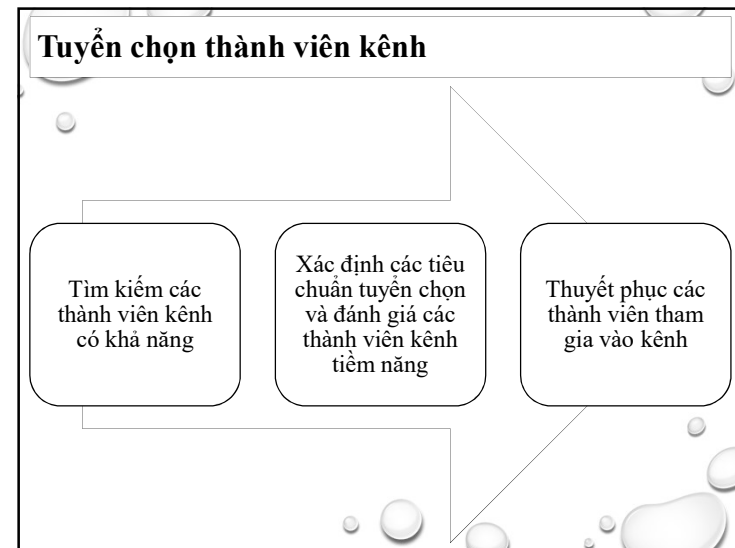 Tuyển chọn thành viên kênh
Tìm kiếm các
thành viên kênh
có khả năng
Xác định các tiêu
chuẩn tuyển chọn
và đánh giá các
thành viên kênh
tiềm năng
Thuyết phục các
thành viên tham
gia vào kênh